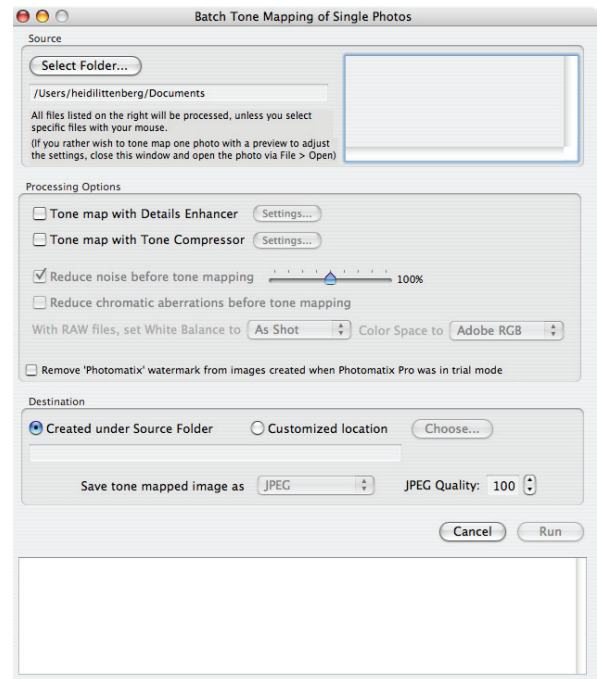 Batch Tone Mapping of Single Photos
Source
Select Folder...
/Users/heidilittenberg/Documents
All files listed on the right will be processed, unless you select
specific files with your mouse.
(If you rather wish to tone map one photo with a preview to adjust
the settings, close this window and open the photo via File > Open)
Processing Options
Tone map with Details Enhancer Settings...
Tone map with Tone Compressor Settings...
Reduce noise before tone mapping 100%
Reduce chromatic aberrations before tone mapping
With RAW files, set White Balance to As Shot Color Space to Adobe RGB
Remove 'Photomatix' watermark from images created when Photomatix Pro was in trial mode
Destination
Created under Source Folder Customized location Choose...
Save tone mapped image as JPEG JPEG Quality: 100
Cancel Run